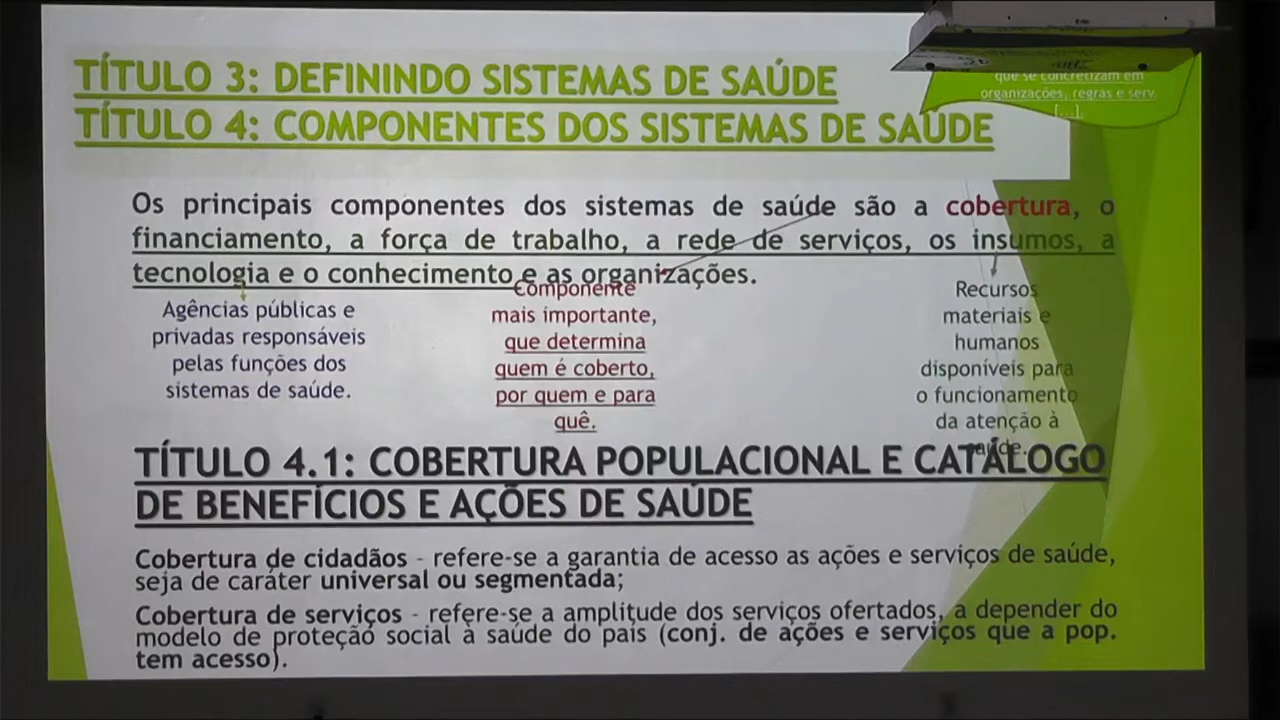 TÍTULO 3: DEFININDO SISTEMAS DE SAÚDE
TÍTULO 4: COMPONENTES DOS SISTEMAS DE SAÚDE
que se concretizam em
organizações, regras e serv.
[...].
Os principais componentes dos sistemas de saúde são a cobertura, o
financiamento, a força de trabalho, a rede de serviços, os insumos, a
tecnologia e o conhecimento e as organizações.
Agências públicas e
privadas responsáveis
pelas funções dos
sistemas de saúde.
Componente
mais importante,
que determina
quem é coberto,
por quem e para
quê.
Recursos
materiais e
humanos
disponíveis para
o funcionamento
da atenção à
saúde.
TÍTULO 4.1: COBERTURA POPULACIONAL E CATÁLOGO
DE BENEFÍCIOS E AÇÕES DE SAÚDE
Cobertura de cidadãos - refere-se a garantia de acesso as ações e serviços de saúde,
seja de caráter universal ou segmentada;
Cobertura de serviços - refere-se a amplitude dos serviços ofertados, a depender do
modelo de proteção social à saúde do país (conj. de ações e serviços que a pop.
tem acesso).